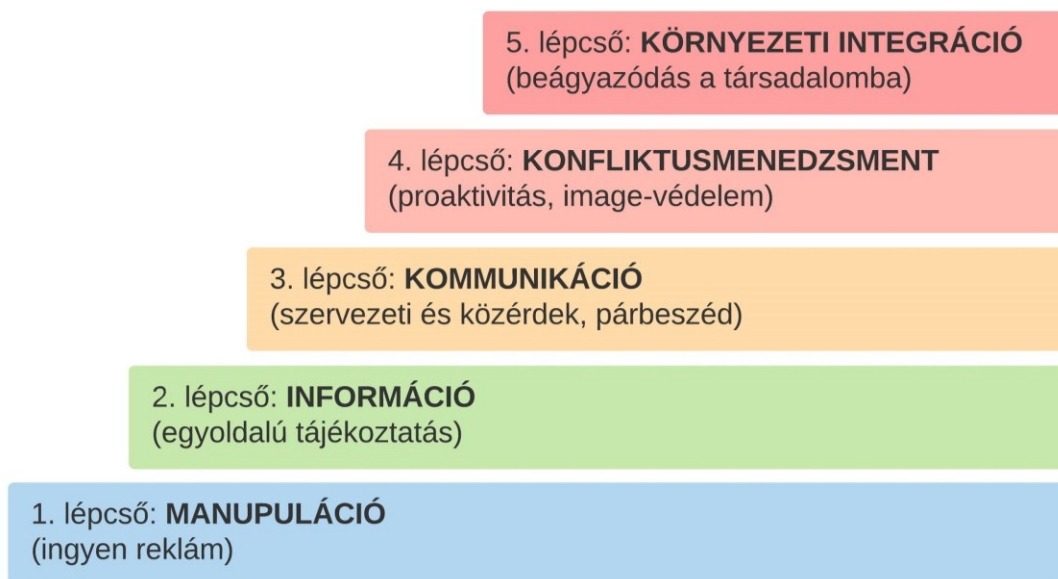 5. lépcső: KÖRNYEZETI INTEGRÁCIÓ
(beágyazódás a társadalomba)
4. lépcső: KONFLIKTUSMENEDZSMENT
(proaktivitás, image-védelem)
3. lépcső: KOMMUNIKÁCIÓ
(szervezeti és közérdek, párbeszéd)
2. lépcső: INFORMÁCIÓ
(egyoldalú tájékoztatás)
1. lépcső: MANUPULÁCIÓ
(ingyen reklám)